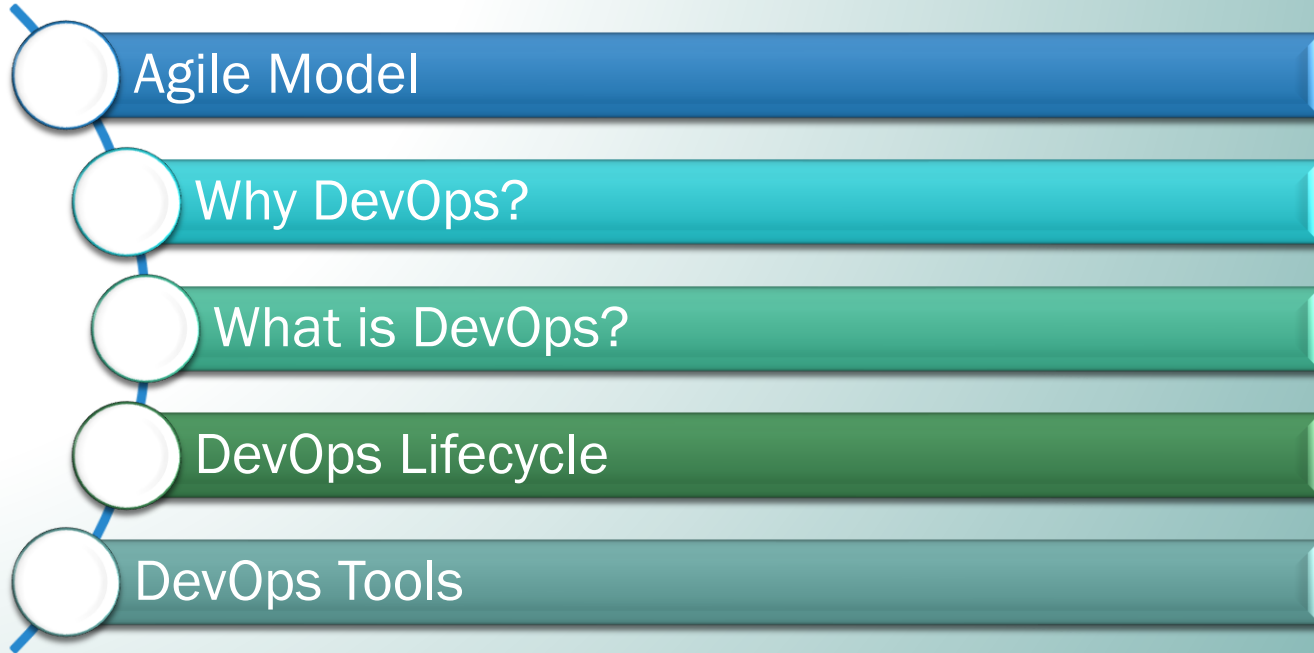 Agile Model
Why DevOps?
What is DevOps?
DevOps Lifecycle
DevOps Tools